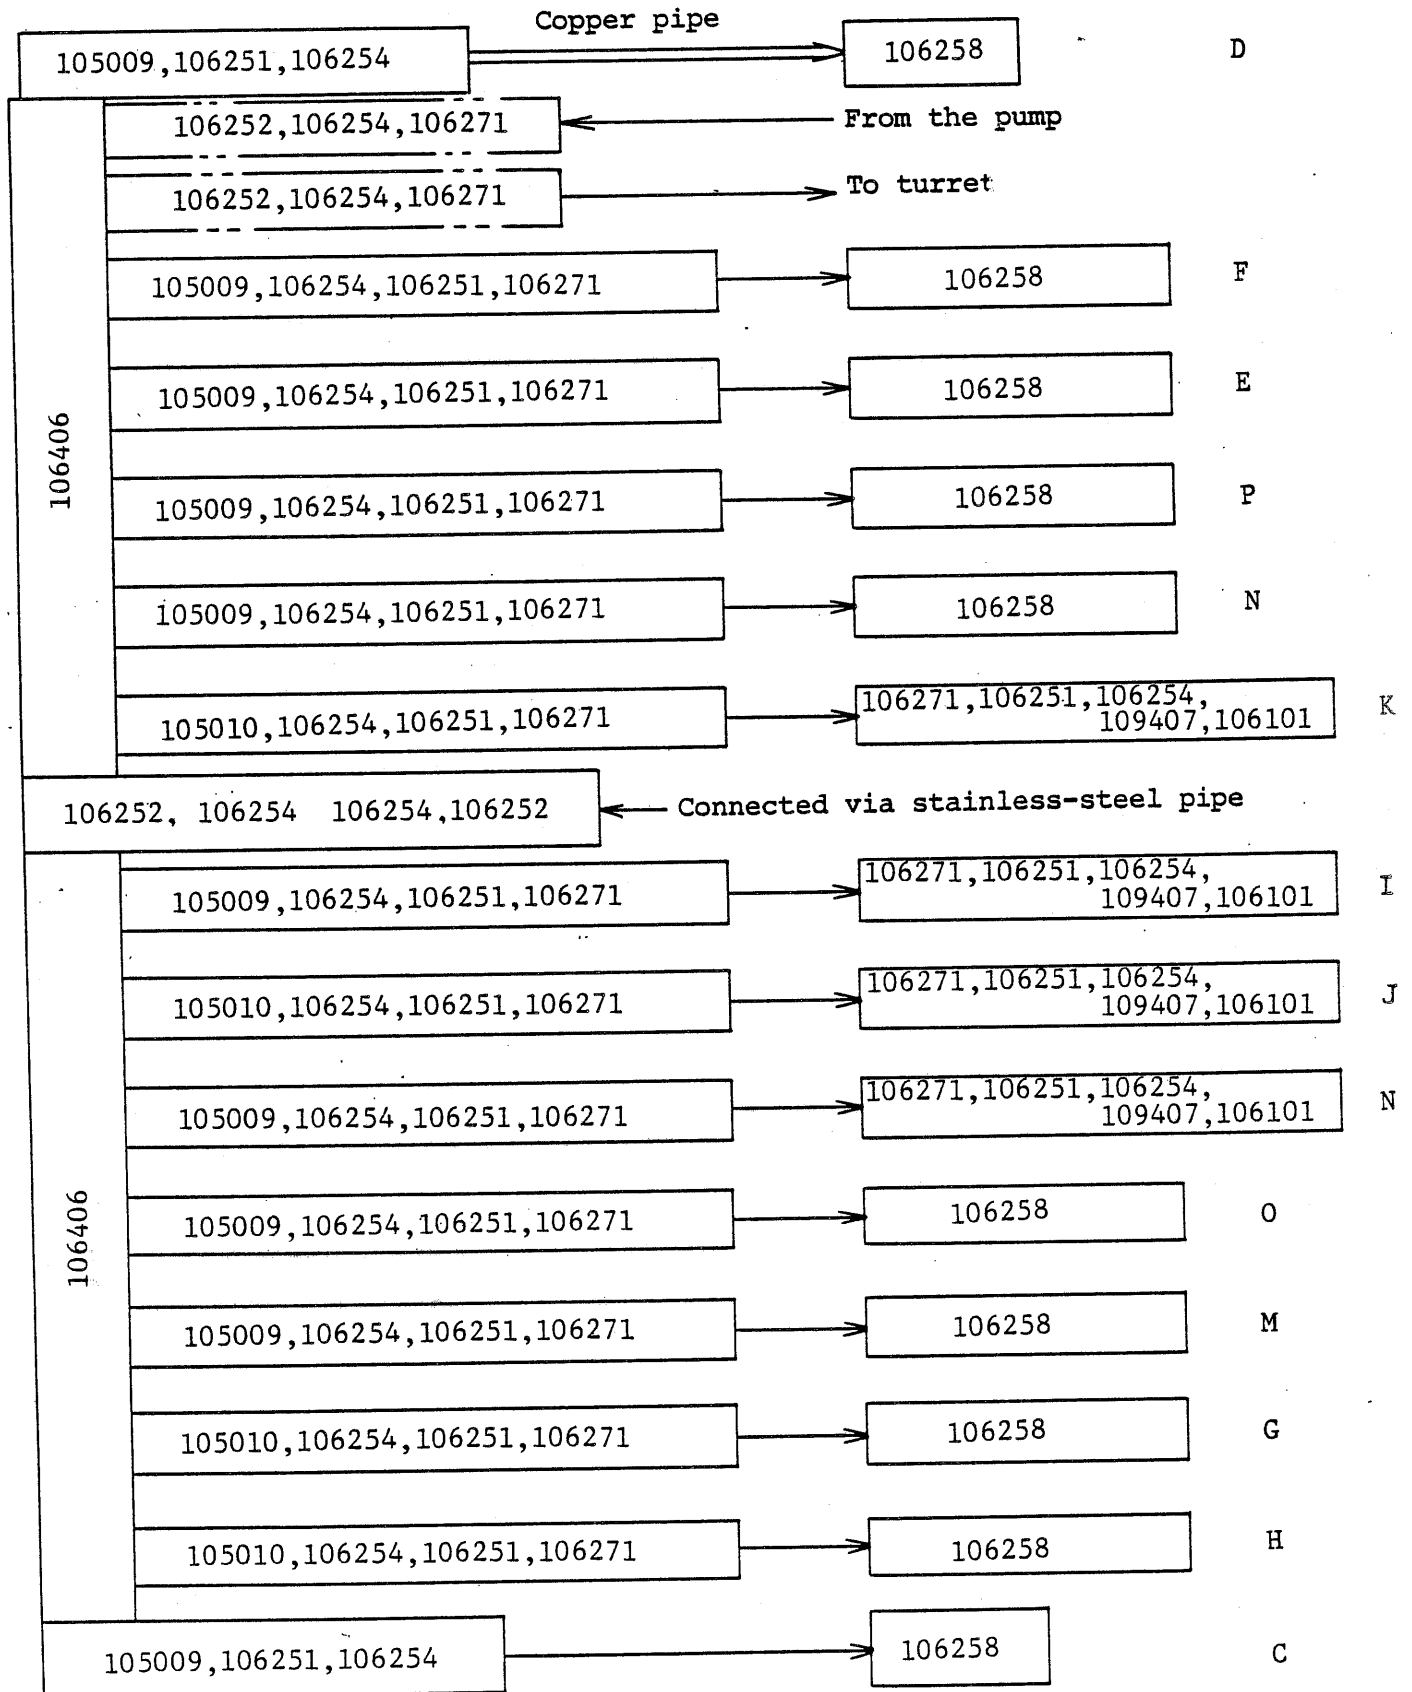 Copper pipe
105009,106251,106254
106258
D
106252,106254,106271
From the pump
106252,106254,106271
To turret
105009,106254,106251,106271
106258
F
105009,106254,106251,106271
106258
E
106406
105009,106254,106251,106271
106258
P
105009,106254,106251,106271
106258
N
105010,106254,106251,106271
106271,106251,106254,
109407,106101
K
106252, 106254 106254,106252
Connected via stainless-steel pipe
105009,106254,106251,106271
106271,106251,106254,
109407,106101
I
105010,106254,106251,106271
106271,106251,106254,
109407,106101
J
105009,106254,106251,106271
106271,106251,106254,
109407,106101
N
106406
105009,106254,106251,106271
106258
O
105009,106254,106251,106271
106258
M
105010,106254,106251,106271
106258
G
105010,106254,106251,106271
106258
H
105009,106251,106254
106258
C